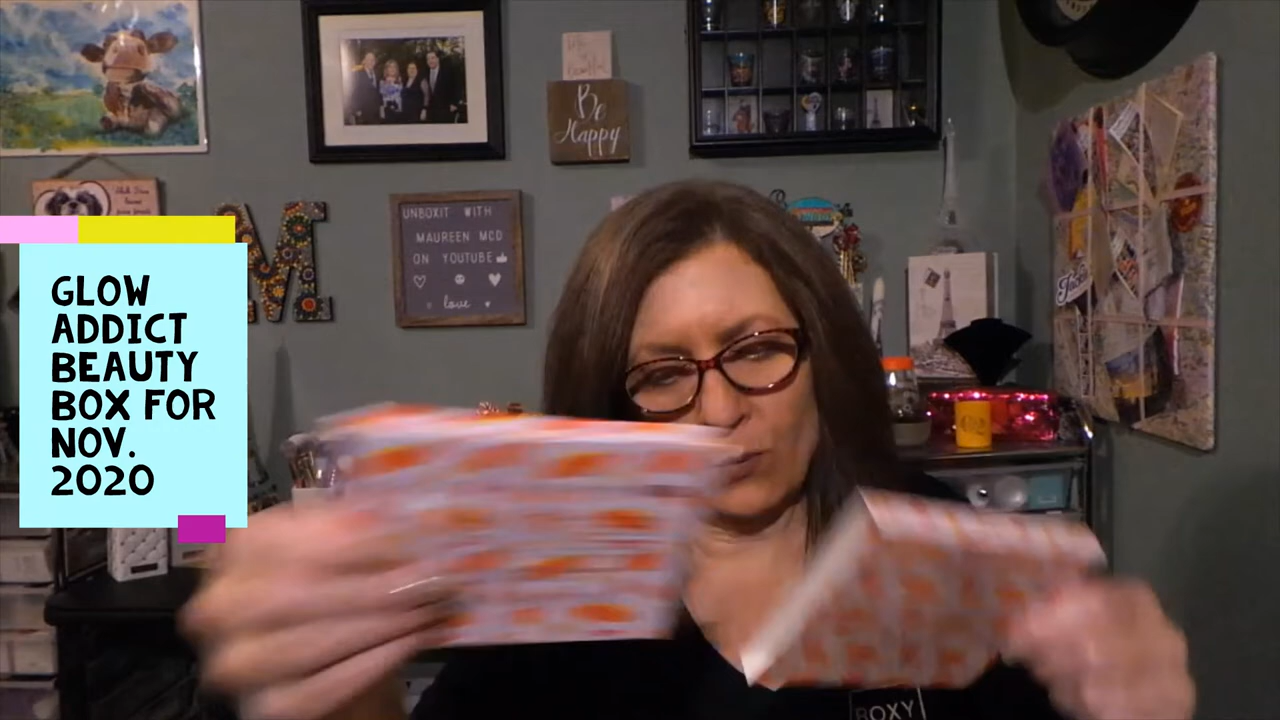 Be
Happy
UNBOXIT WITH
MAUREEN MCD
ON YOUTUBE
love
M
GLOW
ADDICT
BEAUTY
BOX FOR
NOV.
2020
BOXY